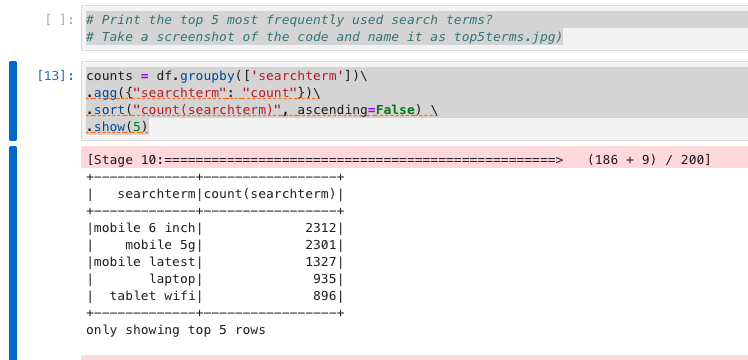 [ ]: # Print the top 5 most frequently used search terms?
# Take a screenshot of the code and name it as top5terms.jpg)
[13]: counts = df.groupby(['searchterm'])\
.agg({"searchterm": "count"})\
.sort("count(searchterm)", ascending=False) \
.show(5)
[Stage 10:==================================================>   (186 + 9) / 200]
+-------------+-----------------+
|   searchterm|count(searchterm)|
+-------------+-----------------+
|mobile 6 inch|             2312|
|    mobile 5g|             2301|
|mobile latest|             1327|
|       laptop|              935|
|  tablet wifi|              896|
+-------------+-----------------+
only showing top 5 rows